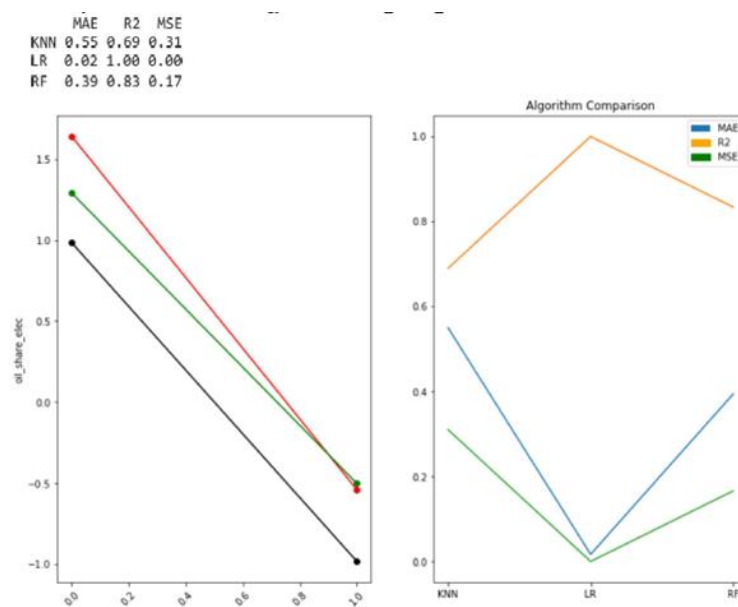 MAE R2 MSE
KNN 0.55 0.69 0.31
LR 0.02 1.00 0.00
RF 0.39 0.83 0.17
Algorithm Comparison
1.5
1.0
0.5
0.0
-0.5
-1.0
oil_share_elec
0.0
0.2
0.4
0.6
0.8
1.0
1.0
0.8
0.6
0.4
0.2
0.0
MAE
R2
MSE
KNN
LR
RF